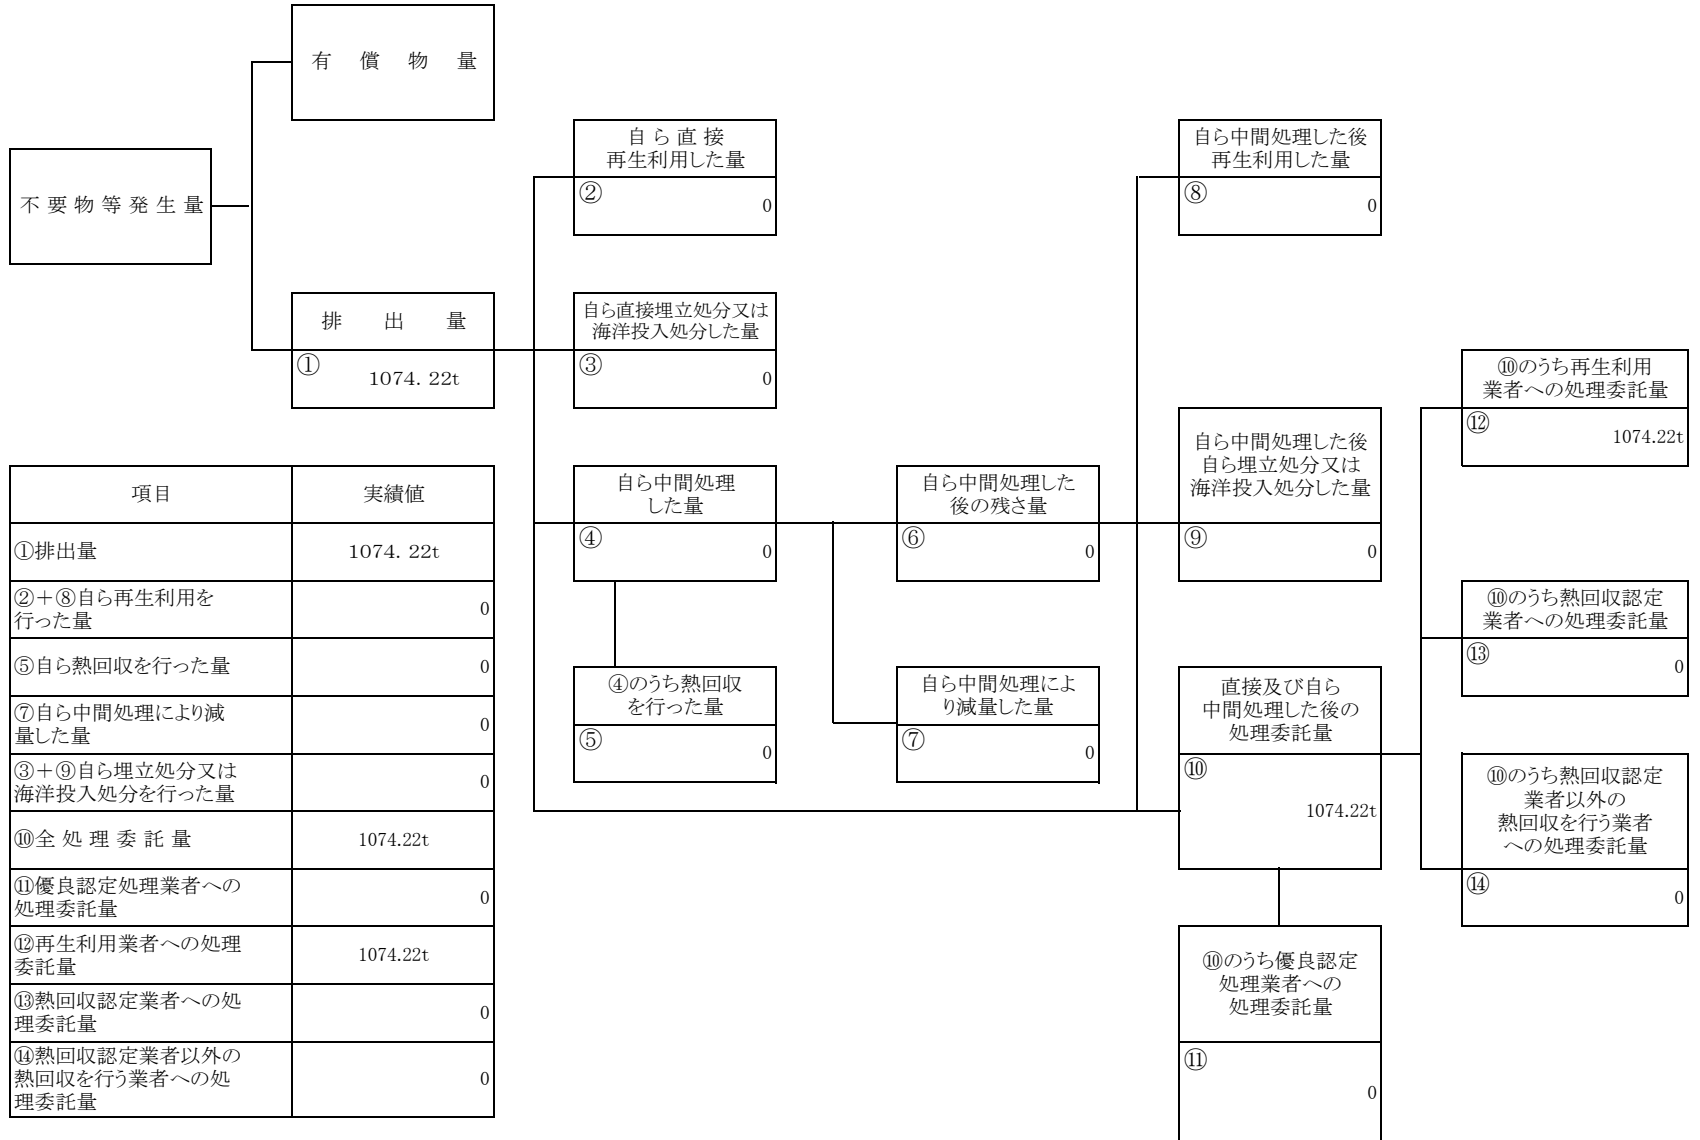 有償物量
不要物等発生量
排出量
①
1074. 22t
自ら直接
再生利用した量
②
0
自ら直接埋立処分又は
海洋投入処分した量
③
0
自ら中間処理
した量
④
0
④のうち熱回収
を行った量
⑤
0
自ら中間処理した
後の残さ量
⑥
0
自ら中間処理によ
り減量した量
⑦
0
自ら中間処理した後
再生利用した量
⑧
0
自ら中間処理した後
自ら埋立処分又は
海洋投入処分した量
⑨
0
直接及び自ら
中間処理した後の
処理委託量
⑩
1074.22t
⑩のうち優良認定
処理業者への
処理委託量
⑪
0
⑩のうち再生利用
業者への処理委託量
⑫
1074.22t
⑩のうち熱回収認定
業者への処理委託量
⑬
0
⑩のうち熱回収認定
業者以外の
熱回収を行う業者
への処理委託量
⑭
0
項目
実績値
①排出量
1074. 22t
②+⑧自ら再生利用を
行った量
0
⑤自ら熱回収を行った量
0
⑦自ら中間処理により減
量した量
0
③+⑨自ら埋立処分又は
海洋投入処分を行った量
0
⑩全処理委託量
1074.22t
⑪優良認定処理業者への
処理委託量
0
⑫再生利用業者への処理
委託量
1074.22t
⑬熱回収認定業者への処
理委託量
0
⑭熱回収認定業者以外の
熱回収を行う業者への処
理委託量
0